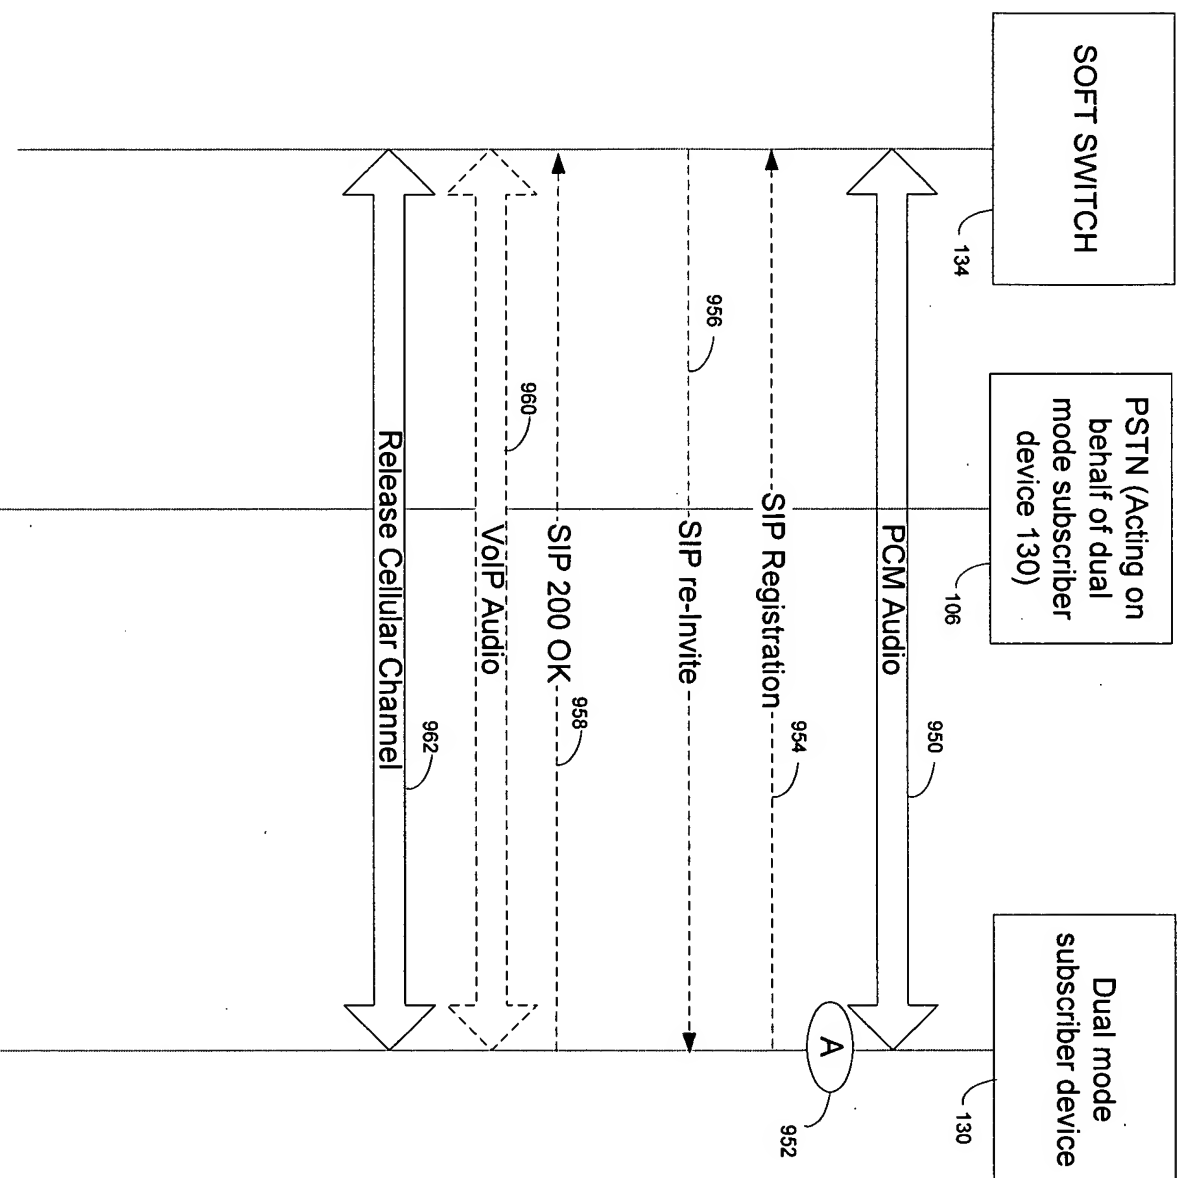 SOFT SWITCH
134
PSTN (Acting on
behalf of dual
mode subscriber
device 130)
106
Dual mode
subscriber device
130
PCM Audio
950
A
952
SIP Registration
954
956
SIP re-Invite
SIP 200 OK
958
960
VoIP Audio
Release Cellular Channel
962